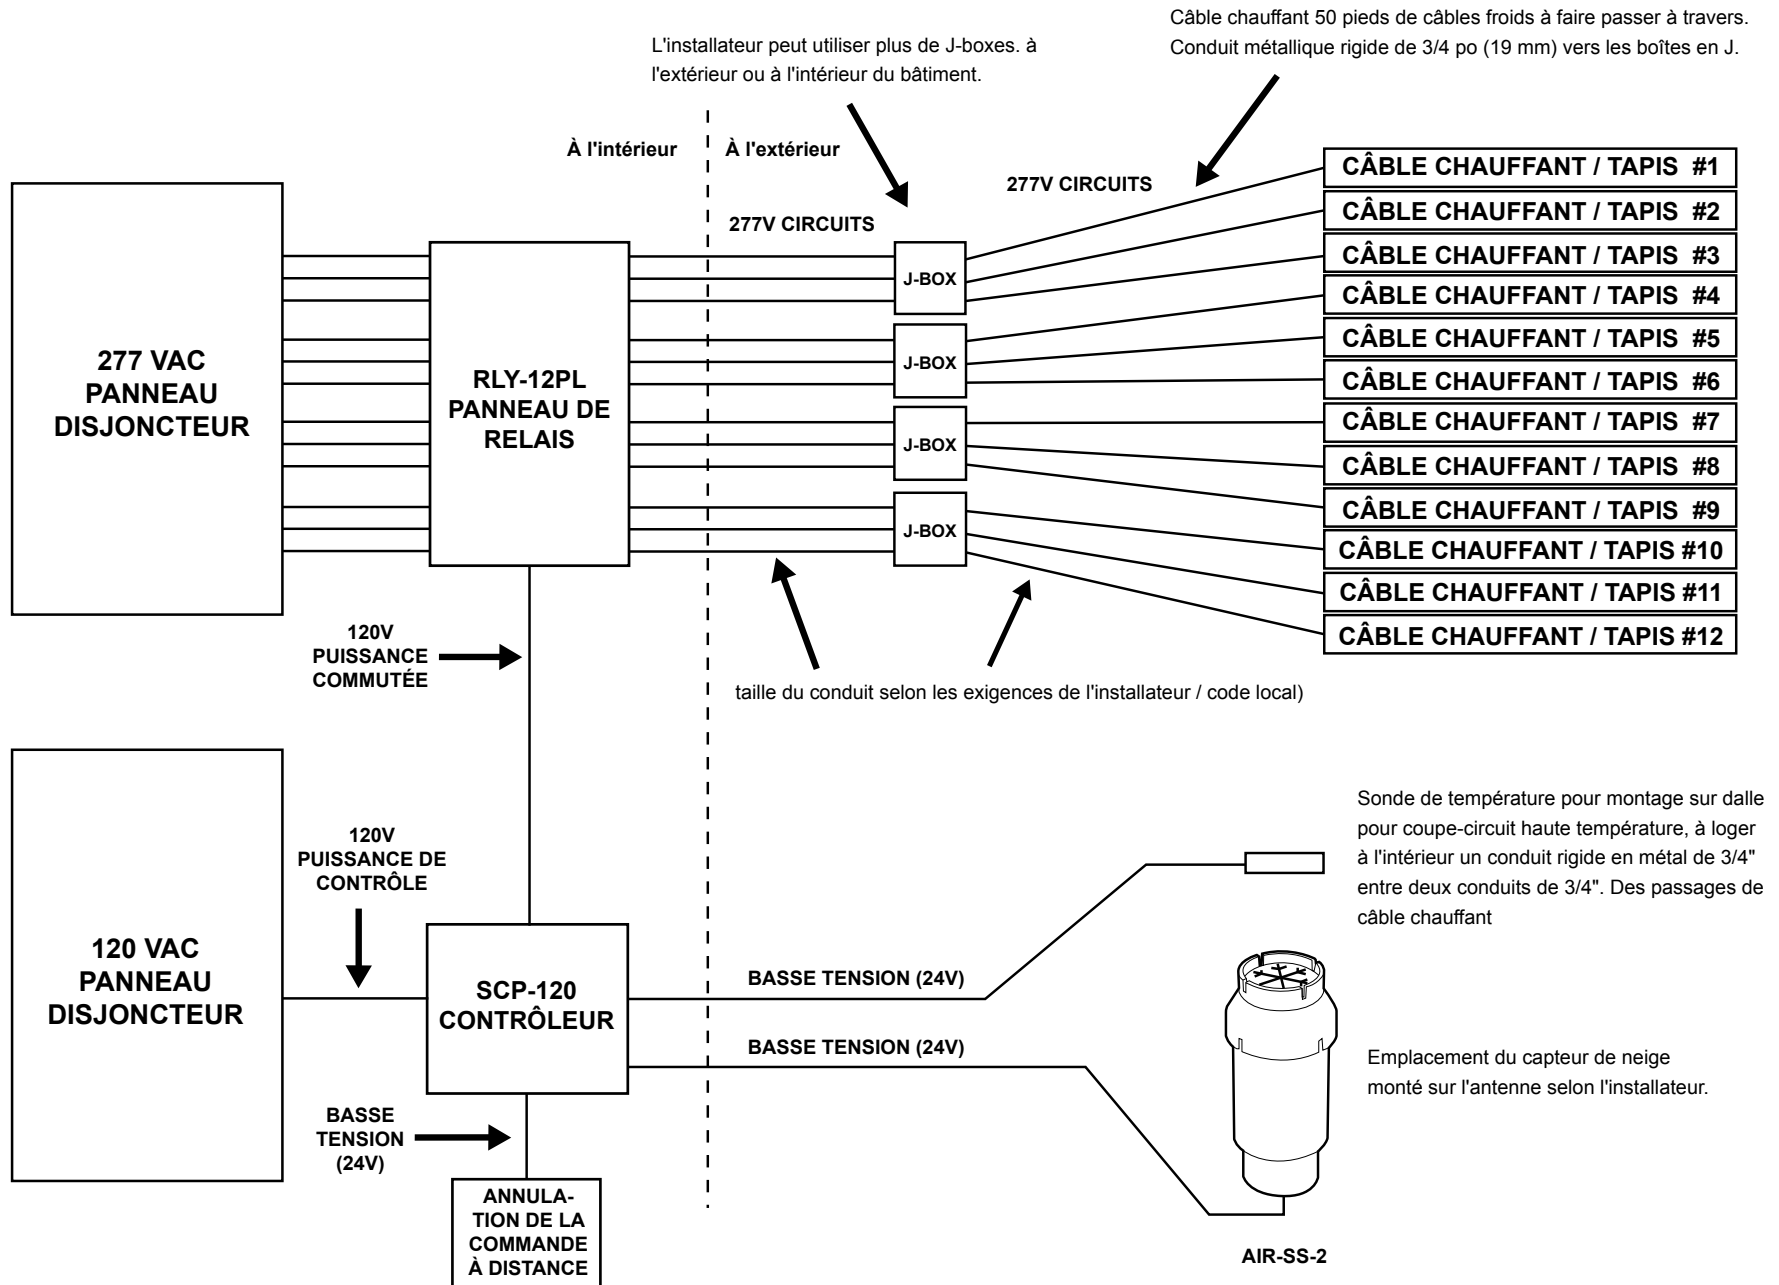 Câble chauffant 50 pieds de câbles froids à faire passer à travers.
Conduit métallique rigide de 3/4 po (19 mm) vers les boîtes en J.
L'installateur peut utiliser plus de J-boxes. à
l'extérieur ou à l'intérieur du bâtiment.
À l'intérieur
À l'extérieur
277V CIRCUITS
277V CIRCUITS
CÂBLE CHAUFFANT / TAPIS #1
CÂBLE CHAUFFANT / TAPIS #2
CÂBLE CHAUFFANT / TAPIS #3
CÂBLE CHAUFFANT / TAPIS #4
CÂBLE CHAUFFANT / TAPIS #5
CÂBLE CHAUFFANT / TAPIS #6
CÂBLE CHAUFFANT / TAPIS #7
CÂBLE CHAUFFANT / TAPIS #8
CÂBLE CHAUFFANT / TAPIS #9
CÂBLE CHAUFFANT / TAPIS #10
CÂBLE CHAUFFANT / TAPIS #11
CÂBLE CHAUFFANT / TAPIS #12
277 VAC
PANNEAU
DISJONCTEUR
RLY-12PL
PANNEAU DE
RELAIS
J-BOX
J-BOX
J-BOX
J-BOX
120V
PUISSANCE
COMMUTÉE
taille du conduit selon les exigences de l'installateur / code local)
120 VAC
PANNEAU
DISJONCTEUR
120V
PUISSANCE DE
CONTRÔLE
SCP-120
CONTRÔLEUR
BASSE TENSION (24V)
BASSE TENSION (24V)
Sonde de température pour montage sur dalle
pour coupe-circuit haute température, à loger
à l'intérieur un conduit rigide en métal de 3/4"
entre deux conduits de 3/4". Des passages de
câble chauffant
Emplacement du capteur de neige
monté sur l'antenne selon l'installateur.
BASSE
TENSION
(24V)
ANNULA-
TION DE LA
COMMANDE
À DISTANCE
AIR-SS-2